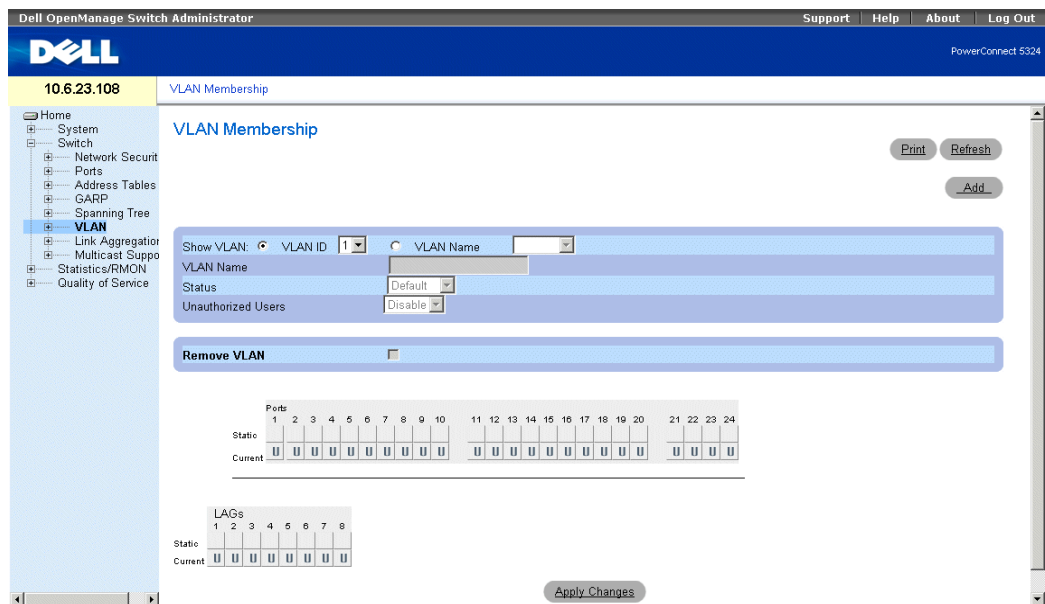 Dell OpenManage Switch Administrator Support Help About Log Out
DELL
PowerConnect 5324
10.6.23.108 VLAN Membership
Home
System
Switch
Network Securit
Ports
Address Tables
GARP
Spanning Tree
VLAN
Link Aggregation
Multicast Suppo
Statistics/RMON
Quality of Service
VLAN Membership
Print Refresh
Add
Show VLAN: VLAN ID 1 VLAN Name
VLAN Name
Status Default
Unauthorized Users Disable
Remove VLAN
Ports
1 2 3 4 5 6 7 8 9 10 11 12 13 14 15 16 17 18 19 20 21 22 23 24
Static
Current U U U U U U U U U U U U U U U U U U U U U U U U
LAGs
1 2 3 4 5 6 7 8
Static
Current U U U U U U U U
Apply Changes